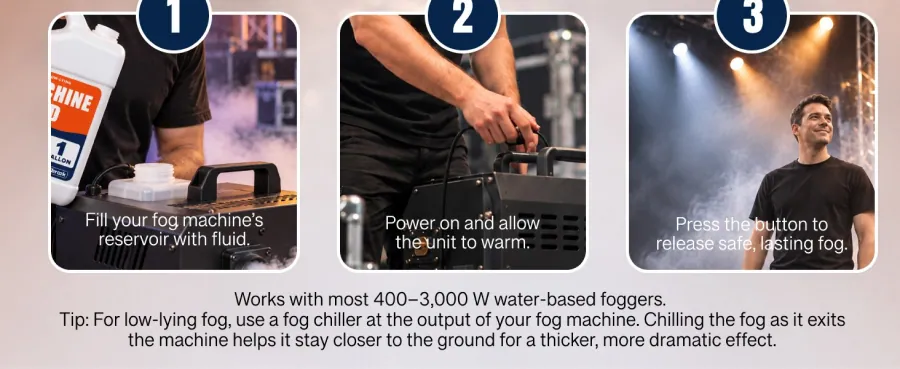 1
2
3
CHINE
1
ALLON
Fill your fog machine's
reservoir with fluid.
Power on and allow
the unit to warm.
Press the button to
release safe, lasting fog.
Works with most 400–3,000 W water-based foggers.
Tip: For low-lying fog, use a fog chiller at the output of your fog machine. Chilling the fog as it exits
the machine helps it stay closer to the ground for a thicker, more dramatic effect.